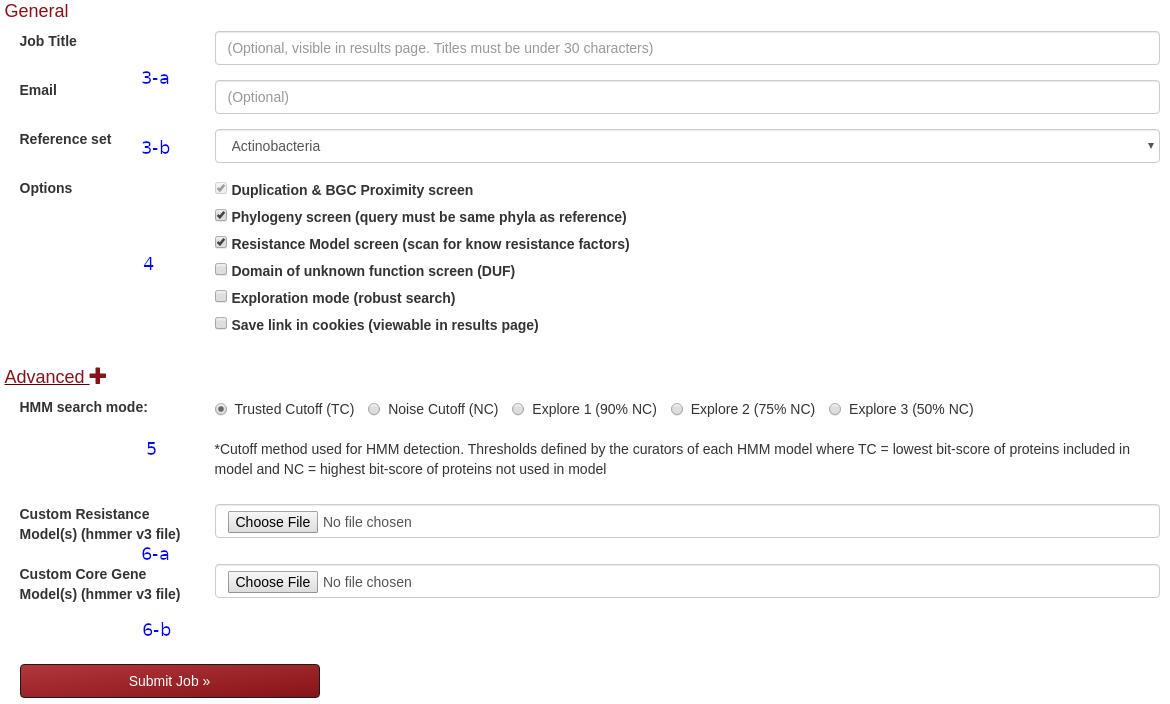 General
Job Title
(Optional, visible in results page. Titles must be under 30 characters)
3-a
Email
(Optional)
Reference set
3-b
Actinobacteria
Options
Duplication & BGC Proximity screen
Phylogeny screen (query must be same phyla as reference)
Resistance Model screen (scan for know resistance factors)
4
Domain of unknown function screen (DUF)
Exploration mode (robust search)
Save link in cookies (viewable in results page)
Advanced
HMM search mode:
Trusted Cutoff (TC) Noise Cutoff (NC) Explore 1 (90% NC) Explore 2 (75% NC) Explore 3 (50% NC)
5
*Cutoff method used for HMM detection. Thresholds defined by the curators of each HMM model where TC = lowest bit-score of proteins included in
model and NC = highest bit-score of proteins not used in model
Custom Resistance
Model(s) (hmmer v3 file)
Choose File No file chosen
6-a
Custom Core Gene
Model(s) (hmmer v3 file)
Choose File No file chosen
6-b
Submit Job »